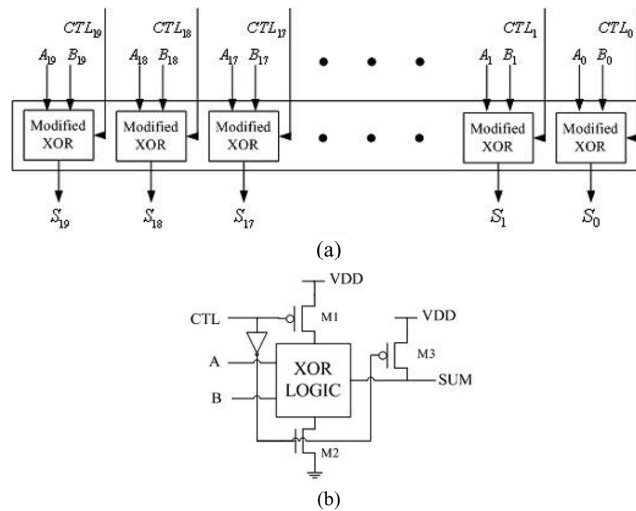 CTL19 CTL18 CTL17 CTL1 CTL0
A19 B19 A18 B18 A17 B17 A1 B1 A0 B0
Modified XOR
Modified XOR
Modified XOR
Modified XOR
Modified XOR
S19 S18 S17 S1 S0
(a)
VDD
CTL
M1
VDD
A
XOR LOGIC
M3
SUM
B
M2
(b)